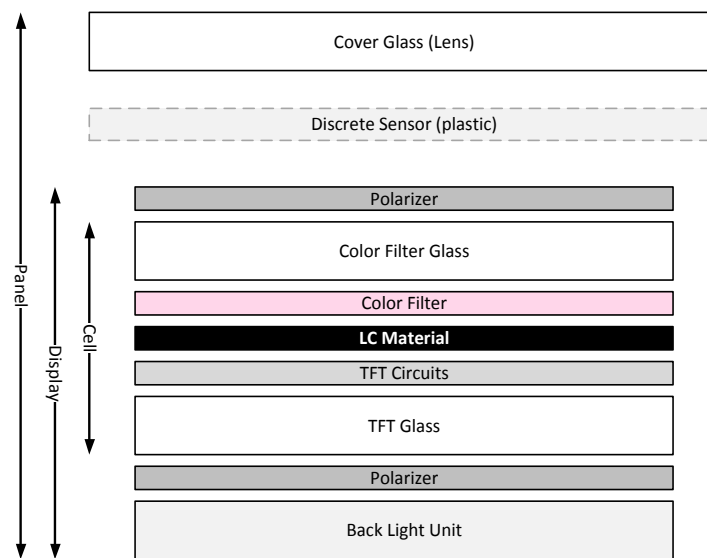 Cover Glass (Lens)
Discrete Sensor (plastic)
Polarizer
Color Filter Glass
Color Filter
LC Material
TFT Circuits
TFT Glass
Polarizer
Back Light Unit
Panel
Display
Cell